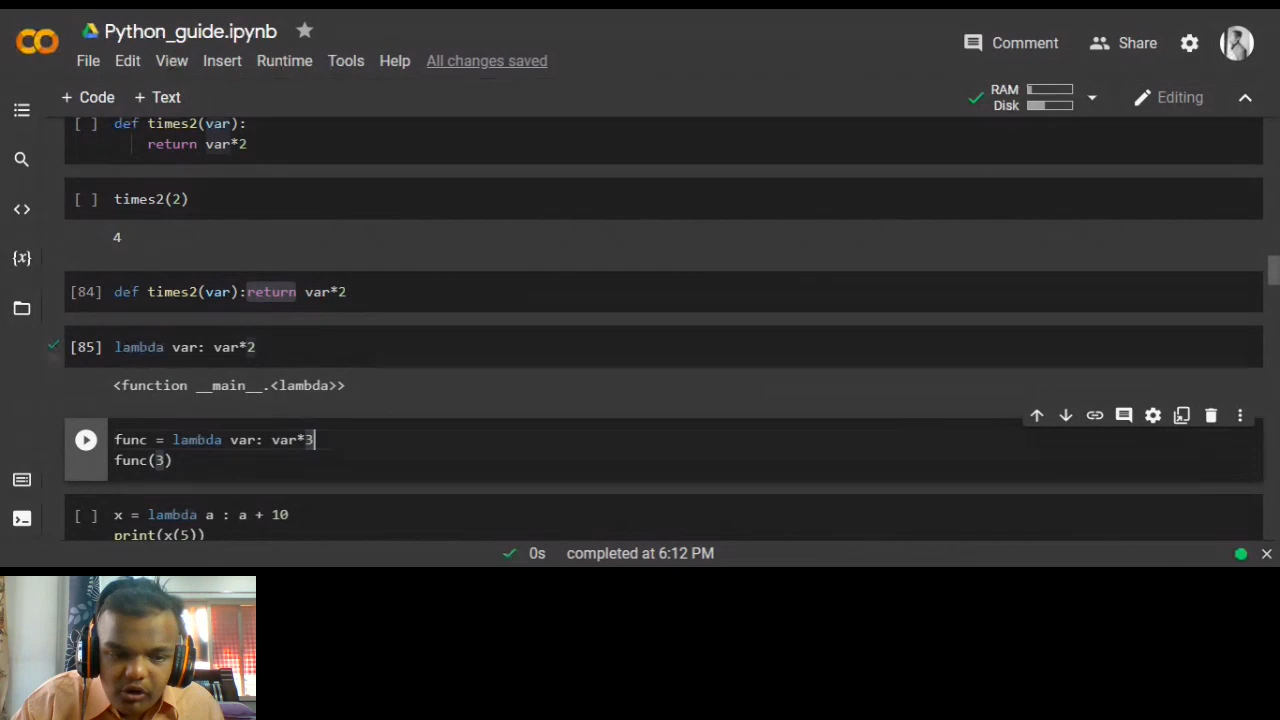 CO Python_guide.ipynb
File Edit View Insert Runtime Tools Help All changes saved
Comment Share
+ Code + Text
RAM
Disk
Editing
[ ] def times2(var):
return var*2
[ ] times2(2)
4
[84] def times2(var):return var*2
[85] lambda var: var*2
<function __main__.<lambda>>
func = lambda var: var*3
func(3)
[ ] x = lambda a : a + 10
print(x(5))
0s completed at 6:12 PM